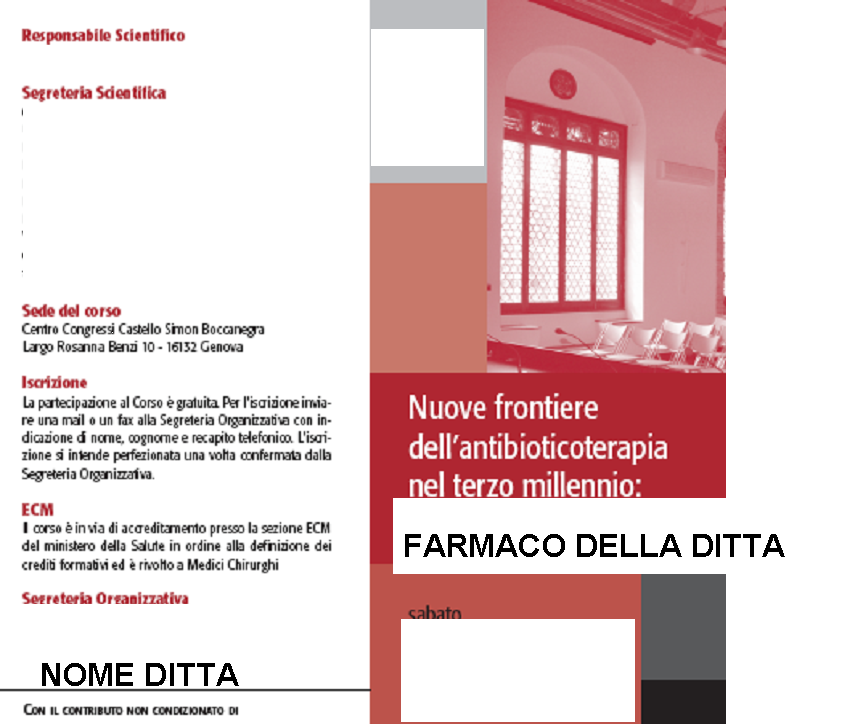 Responsabile Scientifico
Segreteria Scientifica
Sede del corso
Centro Congressi Castello Simon Boccanegra
Largo Rosanna Benzi 10 - 16132 Genova
Iscrizione
La partecipazione al Corso è gratuita. Per l'iscrizione invia-
re una mail o un fax alla Segreteria Organizzativa con in-
dicazione di nome, cognome e recapito telefonico. L'iscri-
zione si intende perfezionata una volta confermata dalla
Segreteria Organizzativa.
ECM
Il corso è in via di accreditamento presso la sezione ECM
del ministero della Salute in ordine alla definizione dei
crediti formativi ed è rivolto a Medici Chirurghi
Segreteria Organizzativa
NOME DITTA
CON IL CONTRIBUTO NON CONDIZIONATO DI
Nuove frontiere
dell'antibioticoterapia
nel terzo millennio:
FARMACO DELLA DITTA
sabato